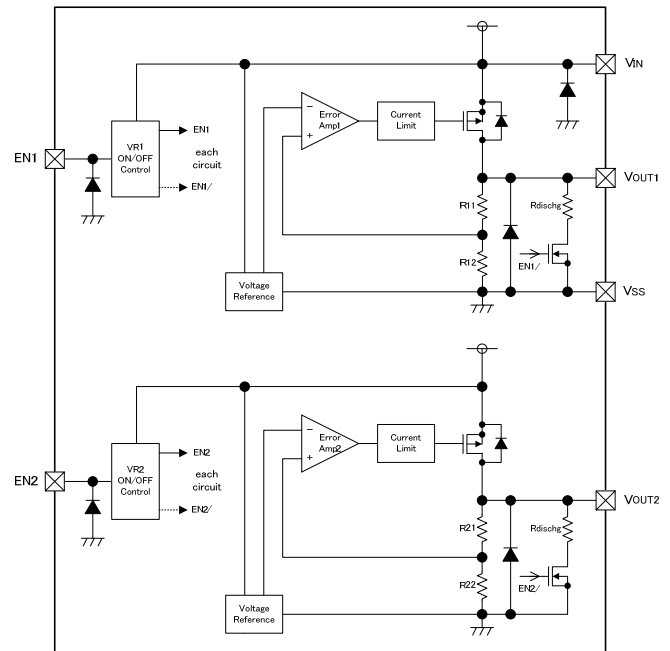 VIN
Error
Amp1
−
+
Current
Limit
EN1
VR1
ON/OFF
Control
EN1
each
circuit
EN1/
VOUT1
R11
Rdischg
R12
EN1/
Voltage
Reference
VSS
Error
Amp2
−
+
Current
Limit
EN2
VR2
ON/OFF
Control
EN2
each
circuit
EN2/
VOUT2
R21
Rdischg
R22
EN2/
Voltage
Reference